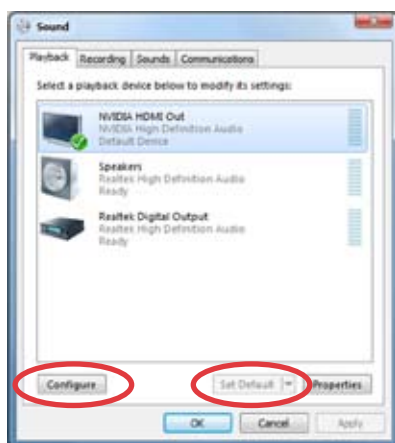 Sound
Playback Recording Sounds Communications
Select a playback device below to modify its settings:
NVIDIA HDMI Out
NVIDIA High Definition Audio
Default Device
Speakers
Realtek High Definition Audio
Ready
Realtek Digital Output
Realtek High Definition Audio
Ready
Configure Set Default Properties
OK Cancel Apply